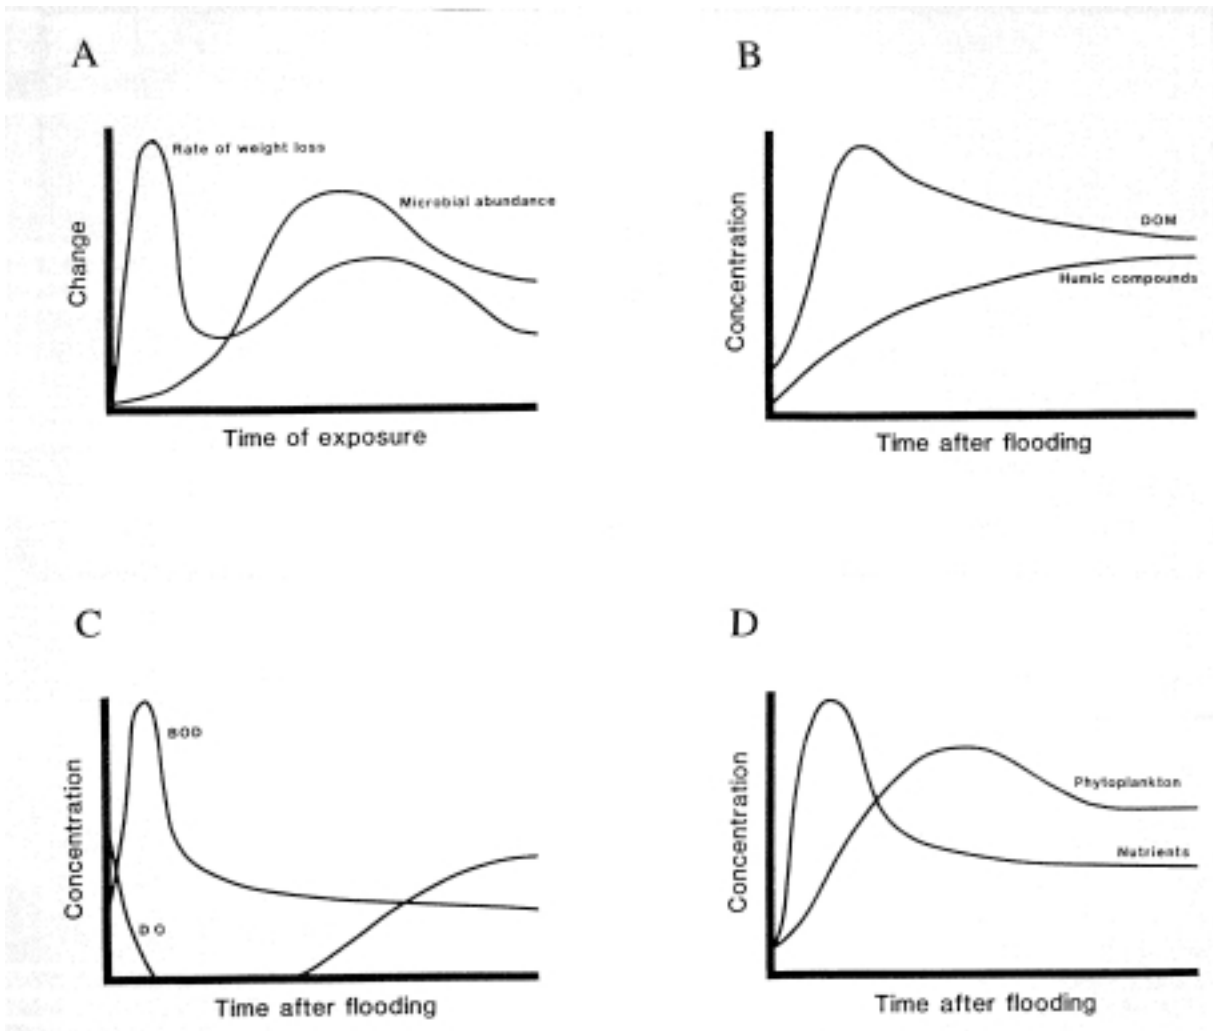 A
Rate of weight loss
Microbial abundance
Change
Time of exposure
B
Concentration
DOM
Humic compounds
Time after flooding
C
BOD
DO
Concentration
Time after flooding
D
Concentration
Phytoplankton
Nutrients
Time after flooding